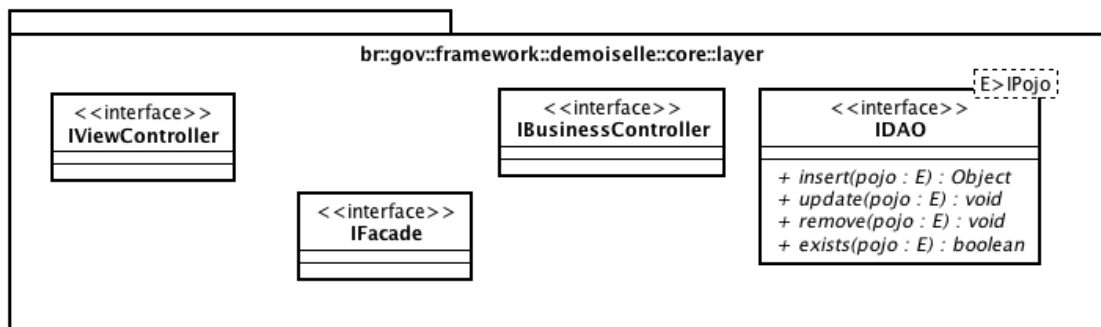 br::gov::framework::demoiselle::core::layer
<<interface>>
IViewController
<<interface>>
IFacade
<<interface>>
IBusinessController
E>IPojo
<<interface>>
IDAO
+ insert(pojo : E) : Object
+ update(pojo : E) : void
+ remove(pojo : E) : void
+ exists(pojo : E) : boolean